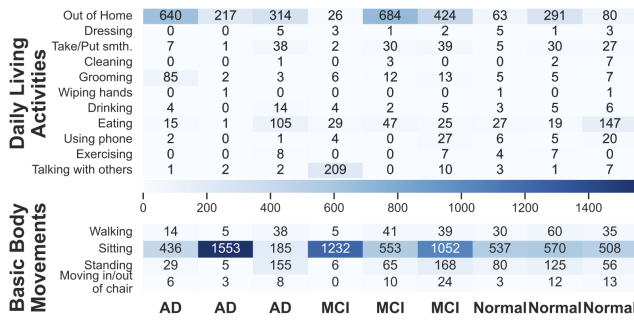 Daily Living
Activities
Out of Home 640 217 314 26 684 424 63 291 80
Dressing 0 0 5 3 1 2 5 1 3
Take/Put smth. 7 1 38 2 30 39 5 30 27
Cleaning 0 0 1 0 3 0 0 2 7
Grooming 85 2 3 6 12 13 5 5 7
Wiping hands 0 1 0 0 0 0 1 0 1
Drinking 4 0 14 4 2 5 3 5 6
Eating 15 1 105 29 47 25 27 19 147
Using phone 2 0 1 4 0 27 6 5 20
Exercising 0 0 8 0 0 7 4 7 0
Talking with others 1 2 2 209 0 10 3 1 7
0 200 400 600 800 1000 1200 1400
Basic Body
Movements
Walking 14 5 38 5 41 39 30 60 35
Sitting 436 1553 185 1232 553 1052 537 570 508
Standing 29 5 155 6 65 168 80 125 56
Moving in/out
of chair 6 3 8 0 10 24 3 12 13
AD AD AD MCI MCI MCI Normal Normal Normal